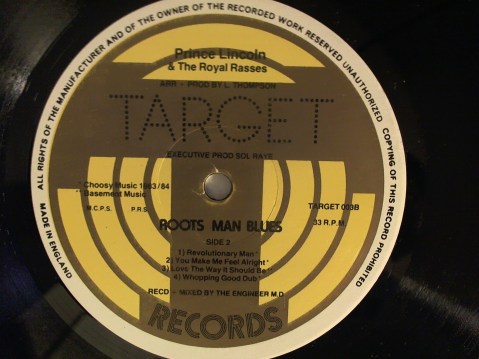 ALL RIGHTS OF THE MANUFACTURER AND OF THE OWNER OF THE RECORDED WORK RESERVED UNAUTHORIZED COPYING OF THIS RECORD PROHIBITED
MADE IN ENGLAND
Prince Lincoln
& The Royal Rasses
ARR - PROD BY L. THOMPSON
TARGET
EXECUTIVE PROD SOL RAYE
* Choosy Music 1983/84
" Basement Music
M.C.P.S. P.R.S.
TARGET 003B
33 R.P.M.
ROOTS MAN BLUES
SIDE 2
1) Revolutionary Man*
2) You Make Me Feel Alright*
3) Love The Way It Should Be"
4) Whopping Good Dub*
RECD - MIXED BY THE ENGINEER M.D
RECORDS